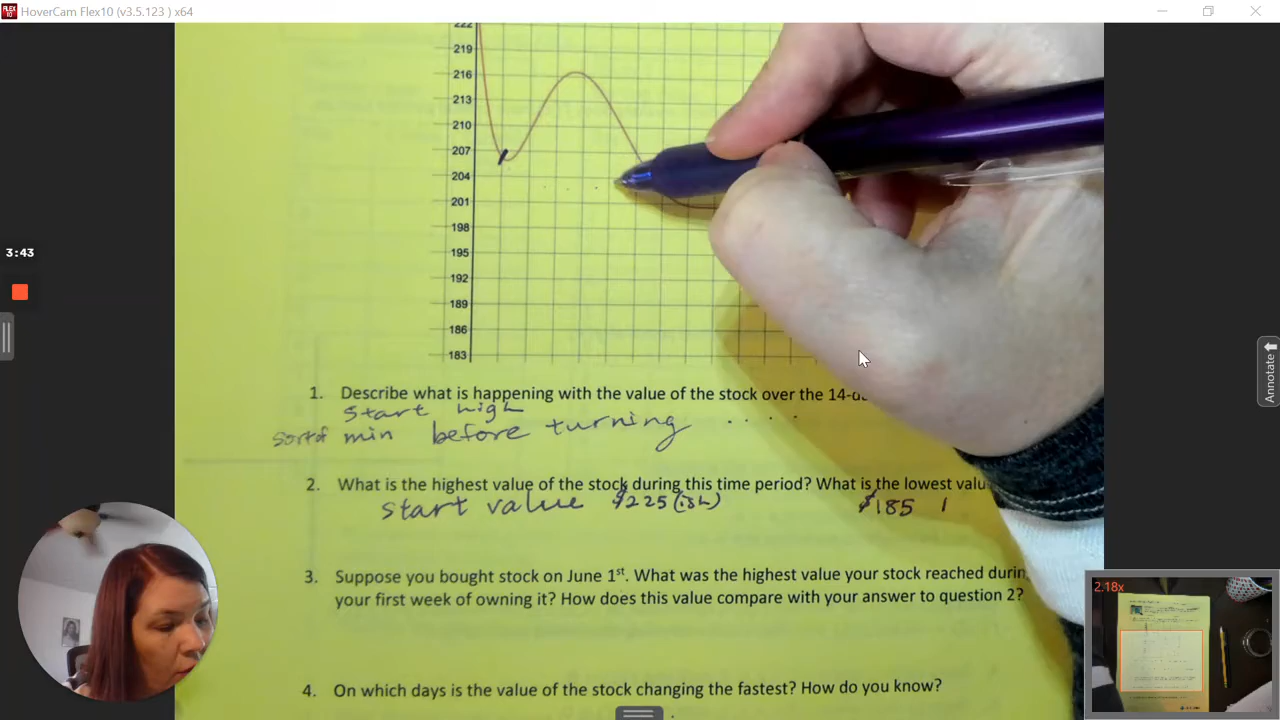 HoverCam Flex10 (v3.5.123 ) x64
222
219
216
213
210
207
204
201
198
195
192
189
186
183
3:43
Annotate
1. Describe what is happening with the value of the stock over the 14-d
start high
sort of min before turning . . . .
2. What is the highest value of the stock during this time period? What is the lowest valu
start value $225 (ish) $185
3. Suppose you bought stock on June 1st. What was the highest value your stock reached durin
your first week of owning it? How does this value compare with your answer to question 2?
4. On which days is the value of the stock changing the fastest? How do you know?
2.18x